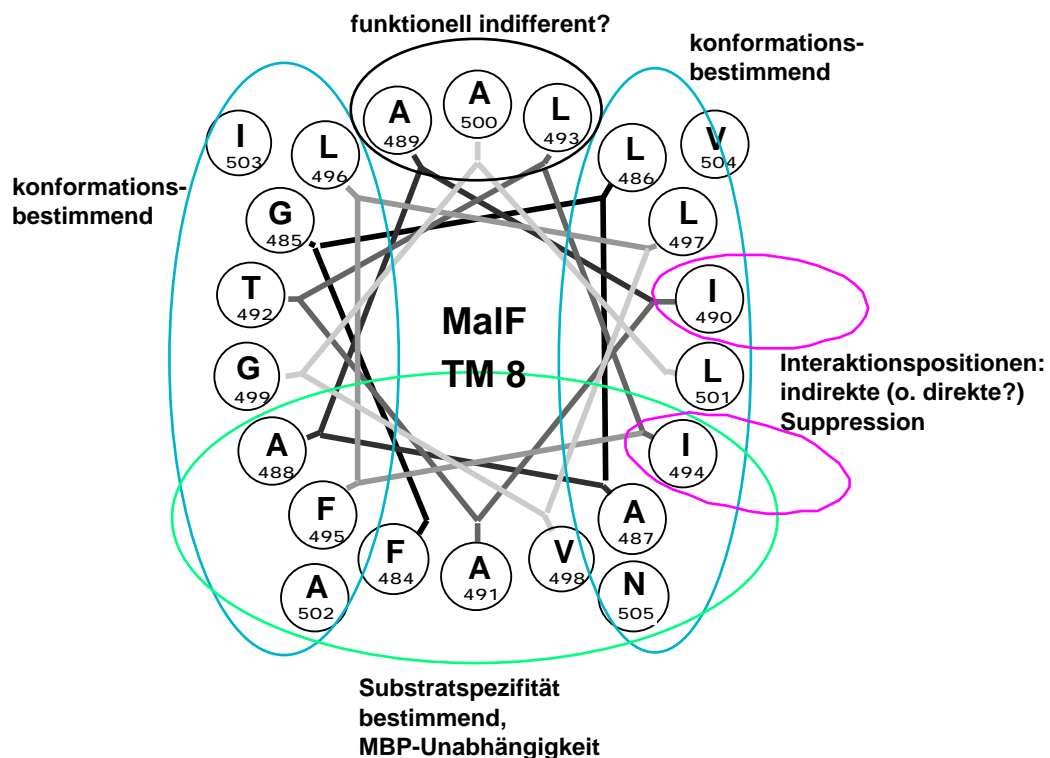 funktionell indifferent?
konformations-
bestimmend
A
500
A
489
L
493
I
503
V
504
L
496
L
486
konformations-
bestimmend
G
485
L
497
T
492
I
490
MalF
TM 8
G
499
L
501
Interaktionspositionen:
indirekte (o. direkte?)
Suppression
A
488
I
494
F
495
A
487
F
484
A
491
V
498
A
502
N
505
Substratspezifität
bestimmend,
MBP-Unabhängigkeit